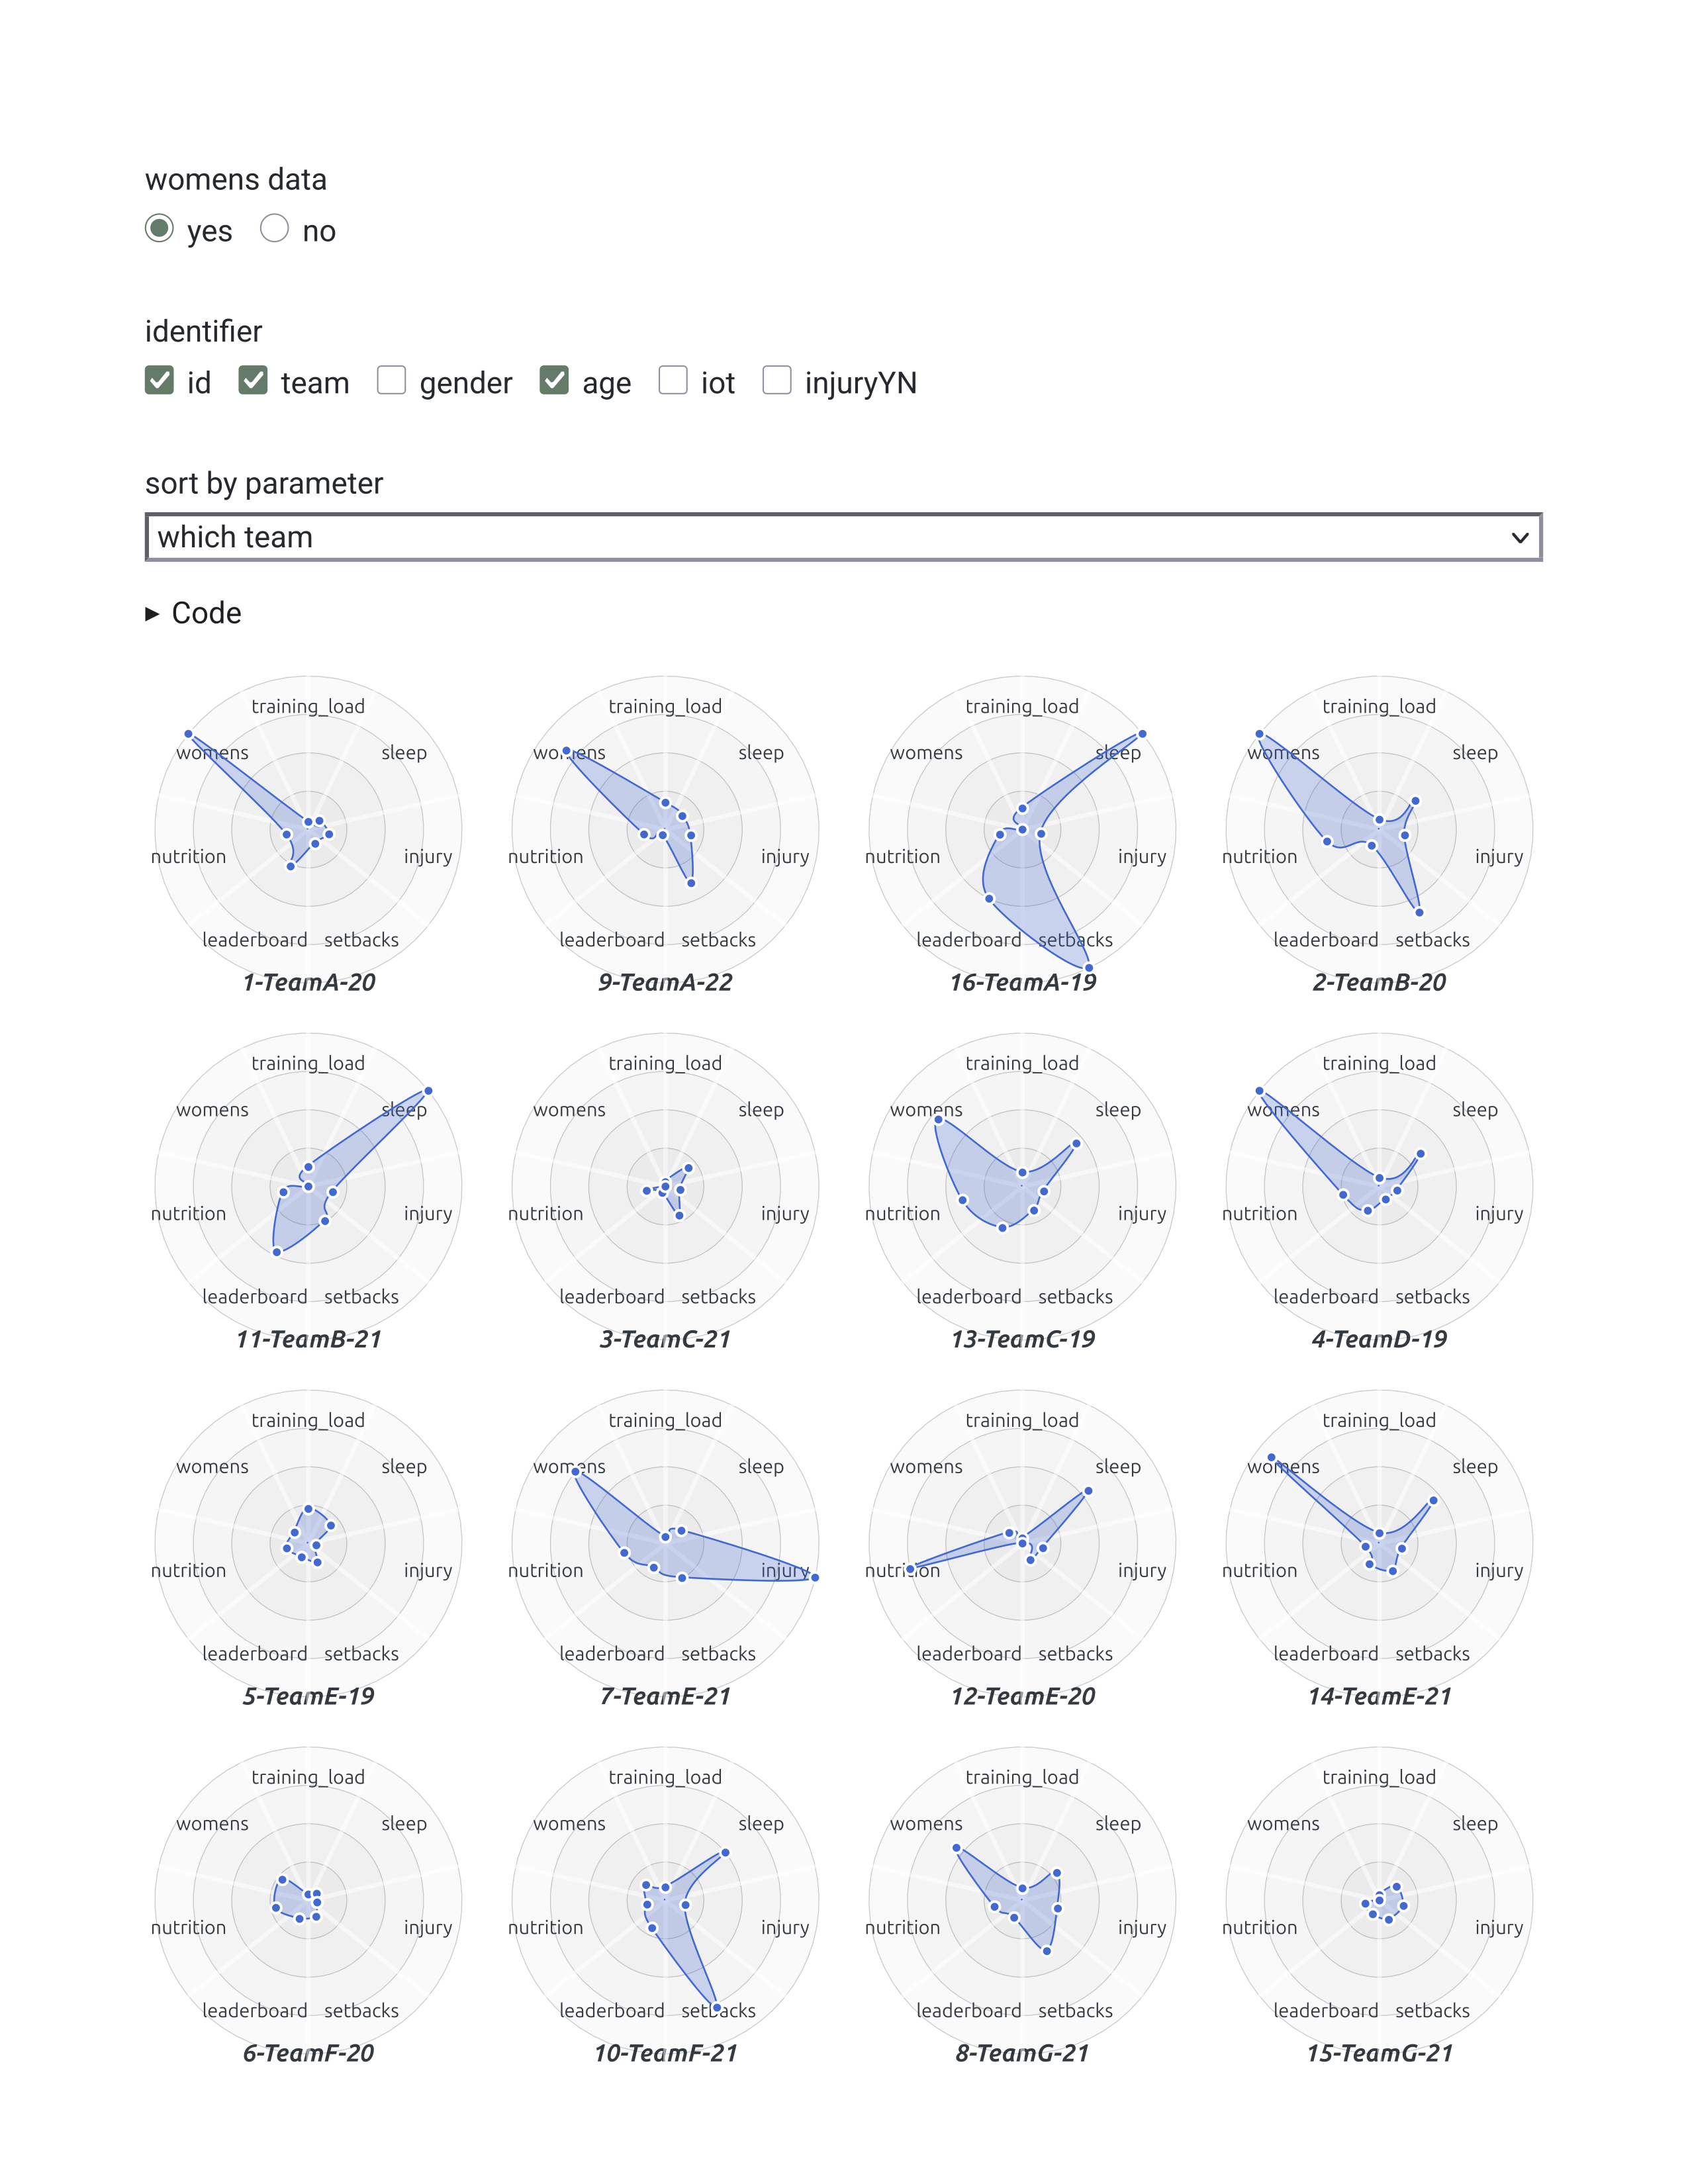 womens data
yes no
identifier
id team gender age iot injuryYN
sort by parameter
which team
► Code
training_load training_load training_load training_load
womens sleep womens sleep womens sleep womens sleep
nutrition injury nutrition injury nutrition injury nutrition injury
leaderboard setbacks leaderboard setbacks leaderboard setbacks leaderboard setbacks
1-TeamA-20 9-TeamA-22 16-TeamA-19 2-TeamB-20
training_load training_load training_load training_load
womens sleep womens sleep womens sleep womens sleep
nutrition injury nutrition injury nutrition injury nutrition injury
leaderboard setbacks leaderboard setbacks leaderboard setbacks leaderboard setbacks
11-TeamB-21 3-TeamC-21 13-TeamC-19 4-TeamD-19
training_load training_load training_load training_load
womens sleep womens sleep womens sleep womens sleep
nutrition injury nutrition injury nutrition injury nutrition injury
leaderboard setbacks leaderboard setbacks leaderboard setbacks leaderboard setbacks
5-TeamE-19 7-TeamE-21 12-TeamE-20 14-TeamE-21
training_load training_load training_load training_load
womens sleep womens sleep womens sleep womens sleep
nutrition injury nutrition injury nutrition injury nutrition injury
leaderboard setbacks leaderboard setbacks leaderboard setbacks leaderboard setbacks
6-TeamF-20 10-TeamF-21 8-TeamG-21 15-TeamG-21